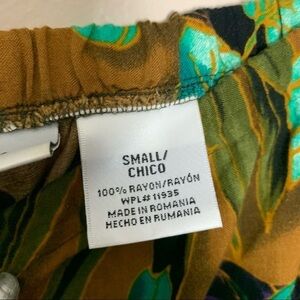 SMALL/
CHICO
100% RAYON/RAYÓN
WPL# 11935
MADE IN ROMANIA
HECHO EN RUMANIA